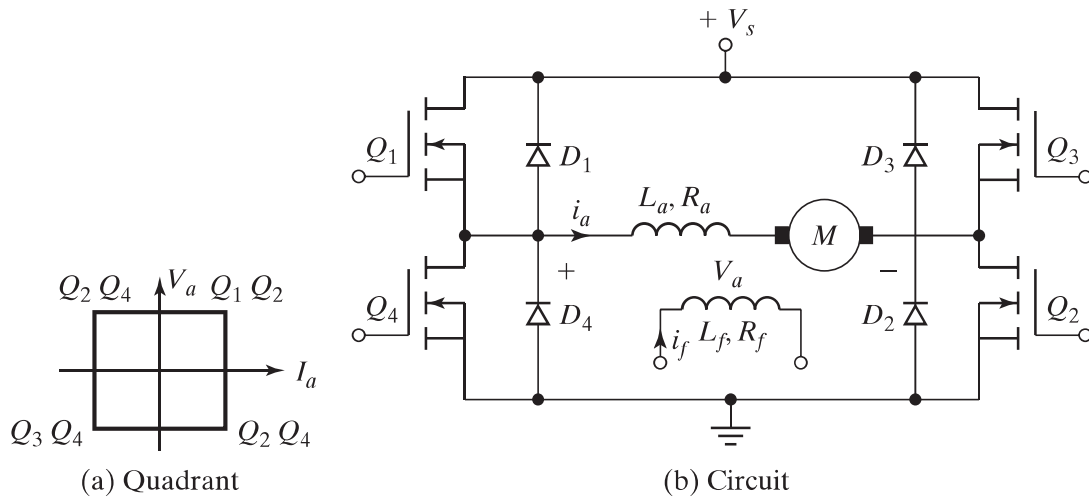 + V_s
Q_1
D_1
D_3
Q_3
L_a, R_a
i_a
M
+
V_a
−
Q_4
D_4
i_f
L_f, R_f
D_2
Q_2
Q_2 Q_4
V_a
Q_1 Q_2
I_a
Q_3 Q_4
Q_2 Q_4
(a) Quadrant
(b) Circuit